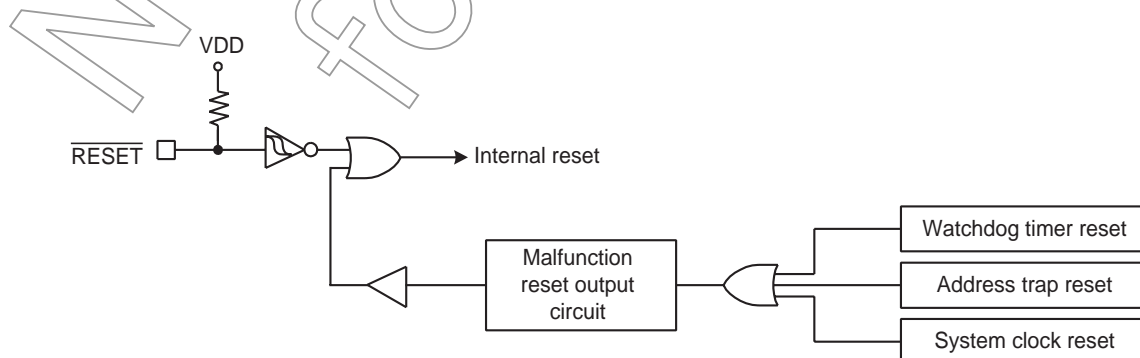 VDD
RESET
Internal reset
Watchdog timer reset
Malfunction
reset output
circuit
Address trap reset
System clock reset